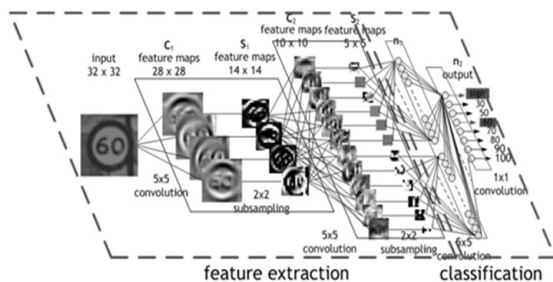 input
32 x 32
C₁
feature maps
28 x 28
S₁
feature maps
14 x 14
C₂
feature maps
10 x 10
S₂
feature maps
5 x 5
n₁
n₂
output
60
5x5
convolution
2x2
subsampling
5x5
convolution
2x2
subsampling
6x5
convolution
1x1
convolution
30
50
70
80
90
100
feature extraction
classification